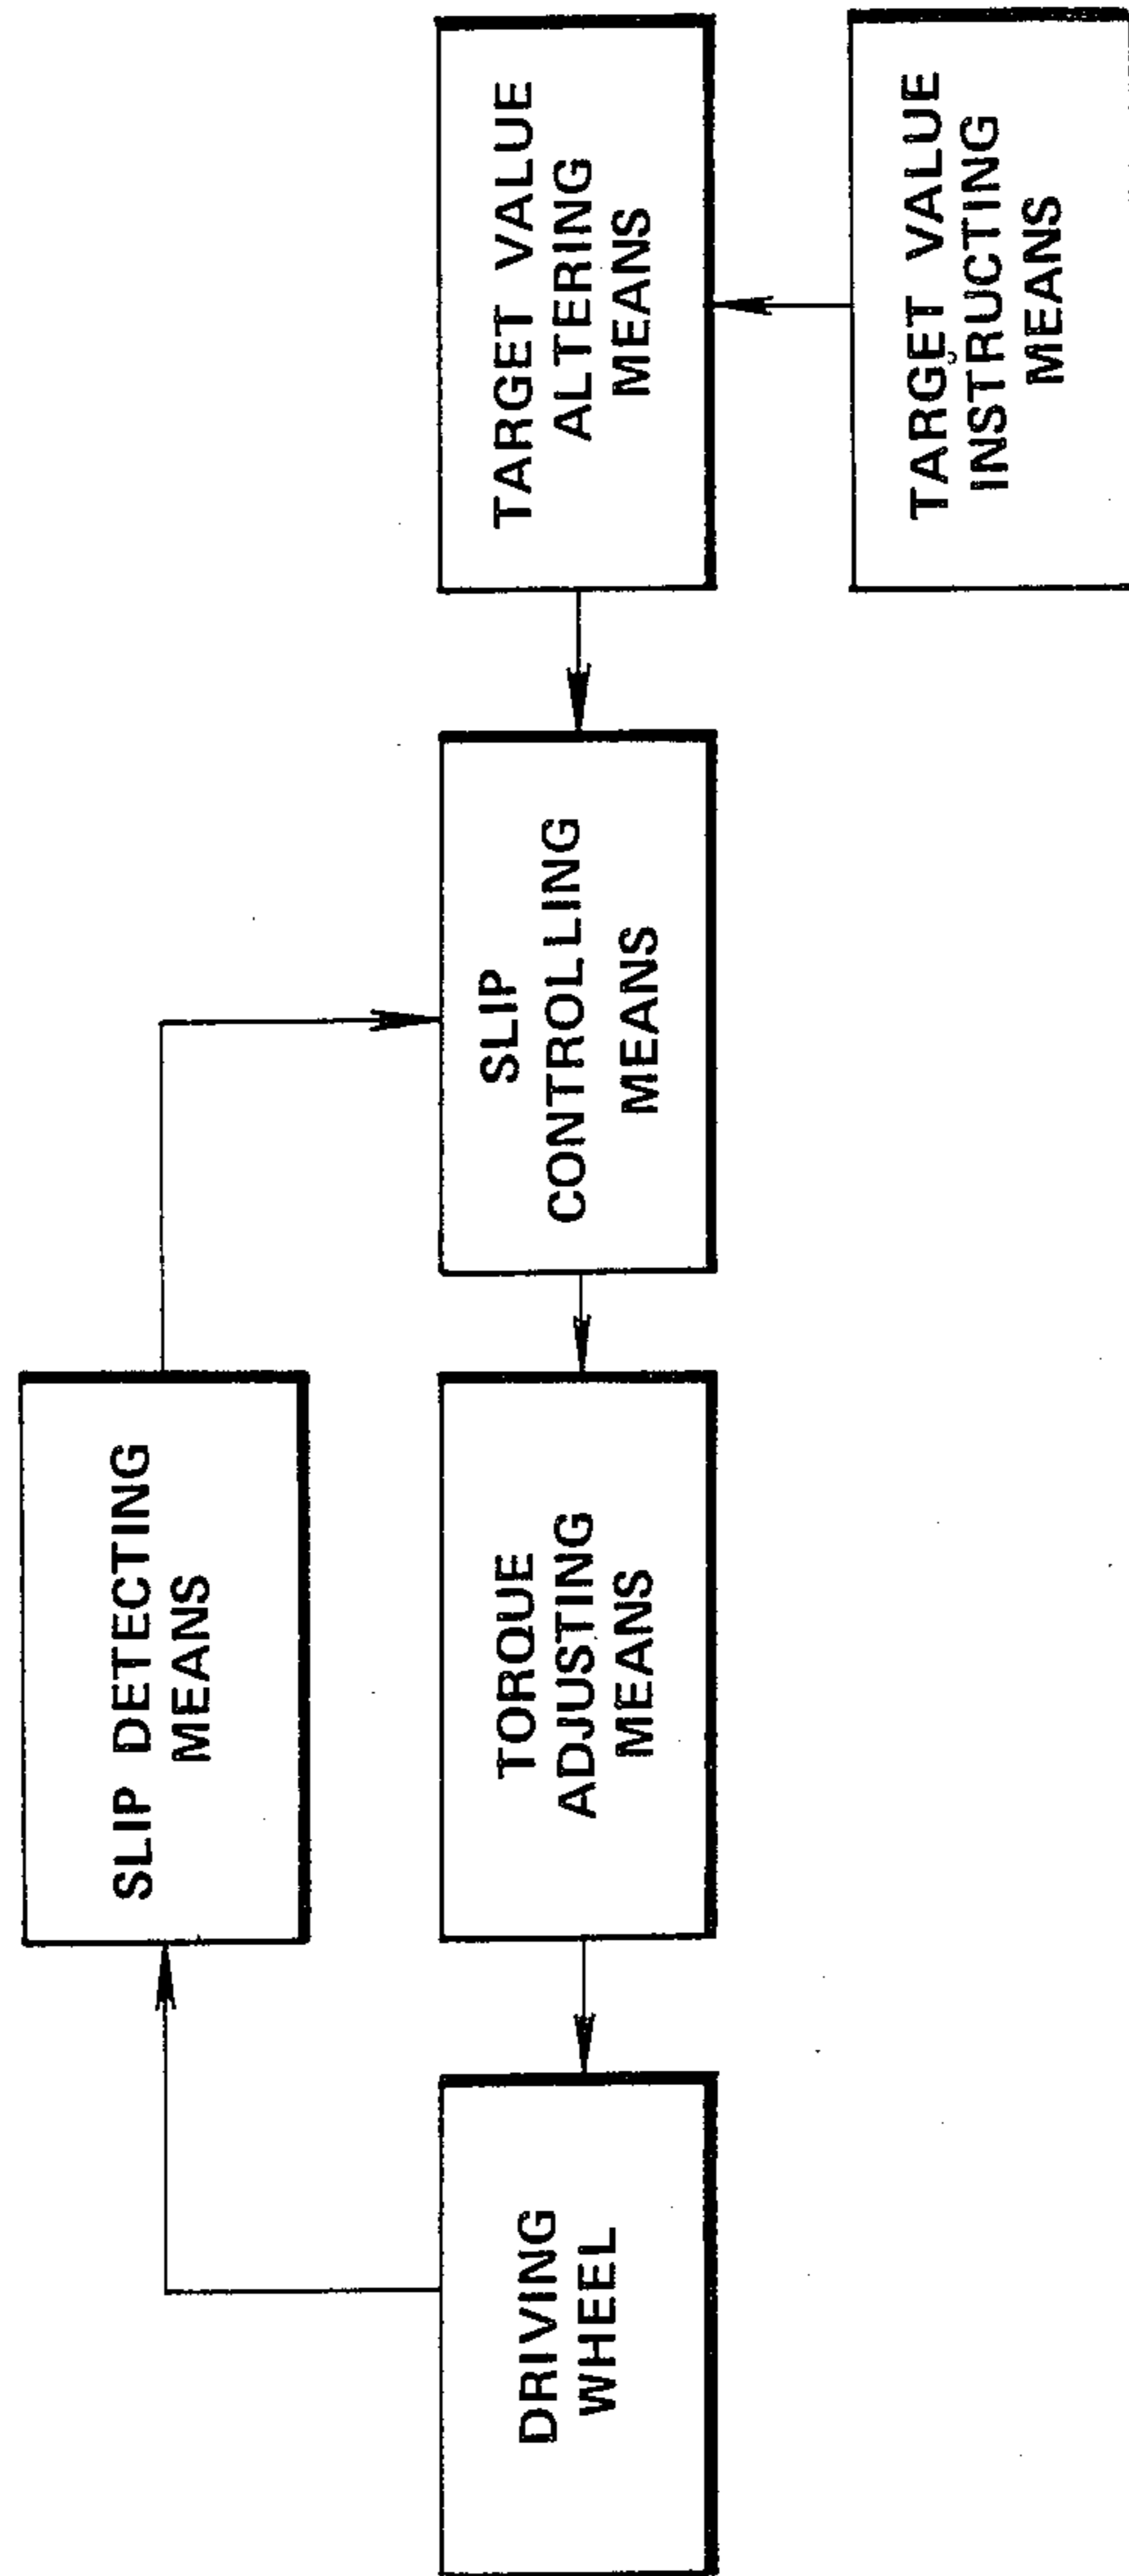 SLIP DETECTING
MEANS
DRIVING
WHEEL
TORQUE
ADJUSTING
MEANS
SLIP
CONTROLLING
MEANS
TARGET VALUE
ALTERING
MEANS
TARGET VALUE
INSTRUCTING
MEANS